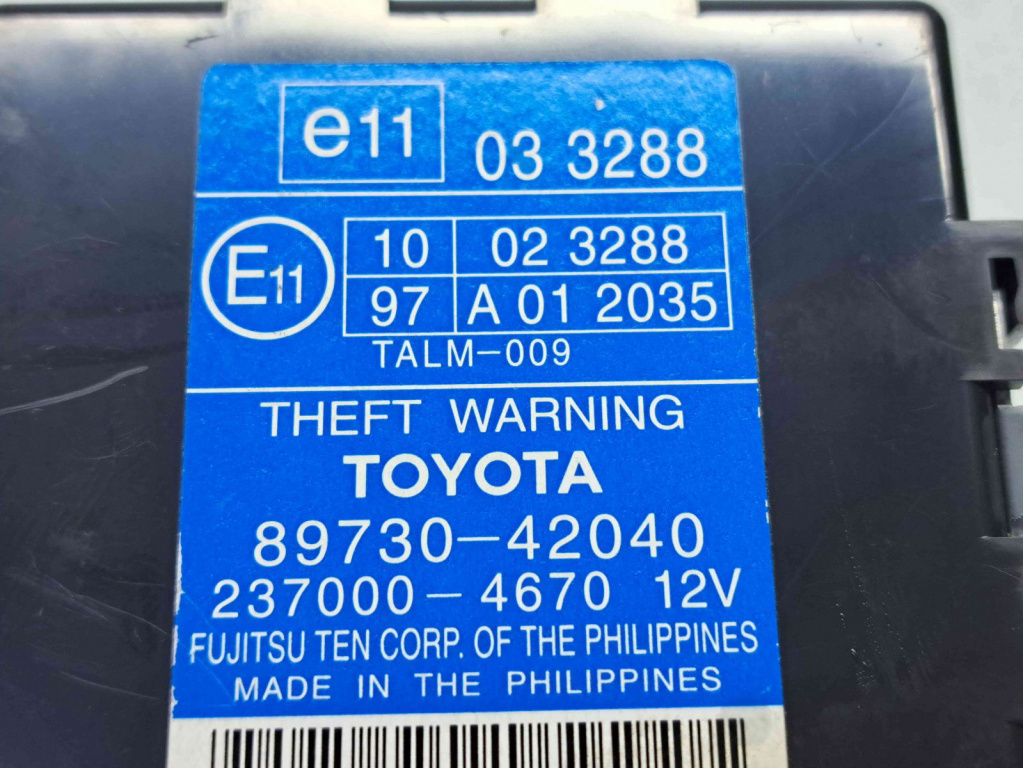 e11 03 3288
E11 10 02 3288
97 A 01 2035
TALM-009
THEFT WARNING
TOYOTA
89730-42040
237000-4670 12V
FUJITSU TEN CORP. OF THE PHILIPPINES
MADE IN THE PHILIPPINES